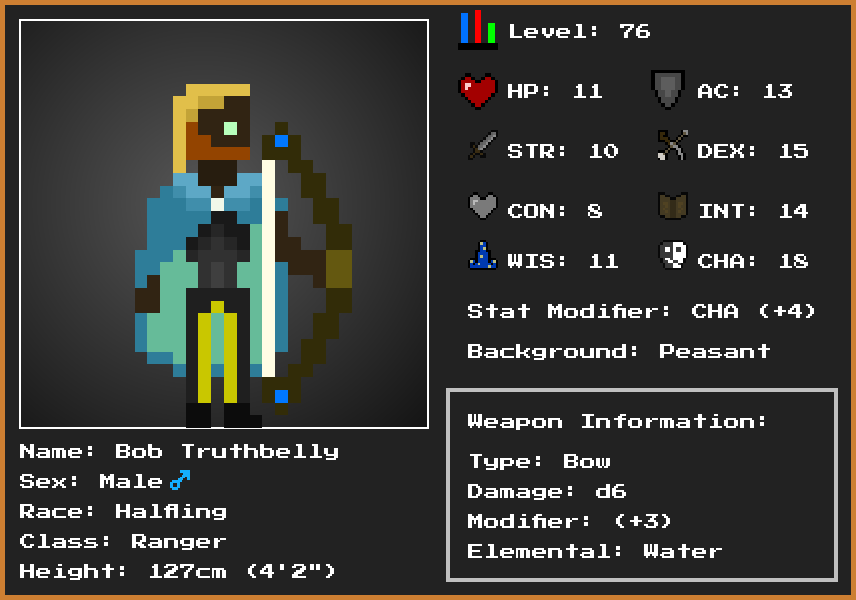 Level: 76
HP: 11
AC: 13
STR: 10
DEX: 15
CON: 8
INT: 14
WIS: 11
CHA: 18
Stat Modifier: CHA (+4)
Background: Peasant
Weapon Information:
Type: Bow
Damage: d6
Modifier: (+3)
Elemental: Water
Name: Bob Truthbelly
Sex: Male ♂
Race: Halfling
Class: Ranger
Height: 127cm (4'2")